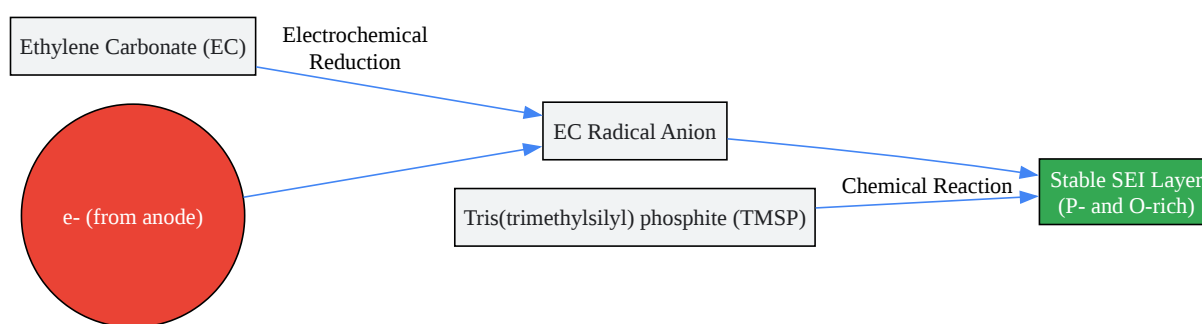 Ethylene Carbonate (EC)
Electrochemical
Reduction
e- (from anode)
EC Radical Anion
Tris(trimethylsilyl) phosphite (TMSP)
Chemical Reaction
Stable SEI Layer
(P- and O-rich)